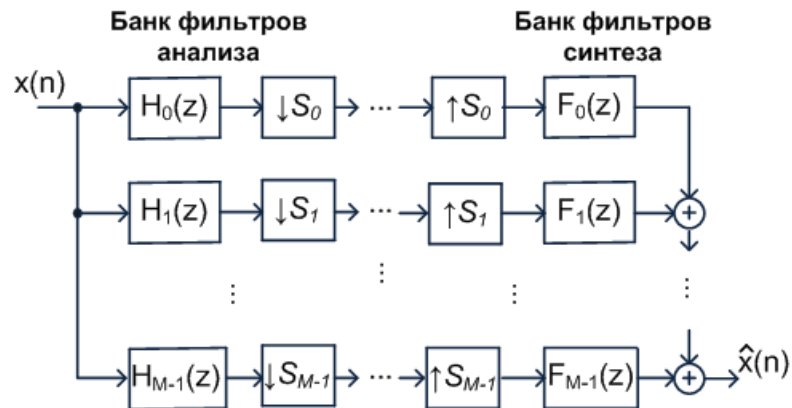 Банк фильтров
анализа
Банк фильтров
синтеза
x(n)
H₀(z)
↓S₀
...
↑S₀
F₀(z)
H₁(z)
↓S₁
...
↑S₁
F₁(z)
+
...
...
...
...
H_{M-1}(z)
↓S_{M-1}
...
↑S_{M-1}
F_{M-1}(z)
+
x̂(n)